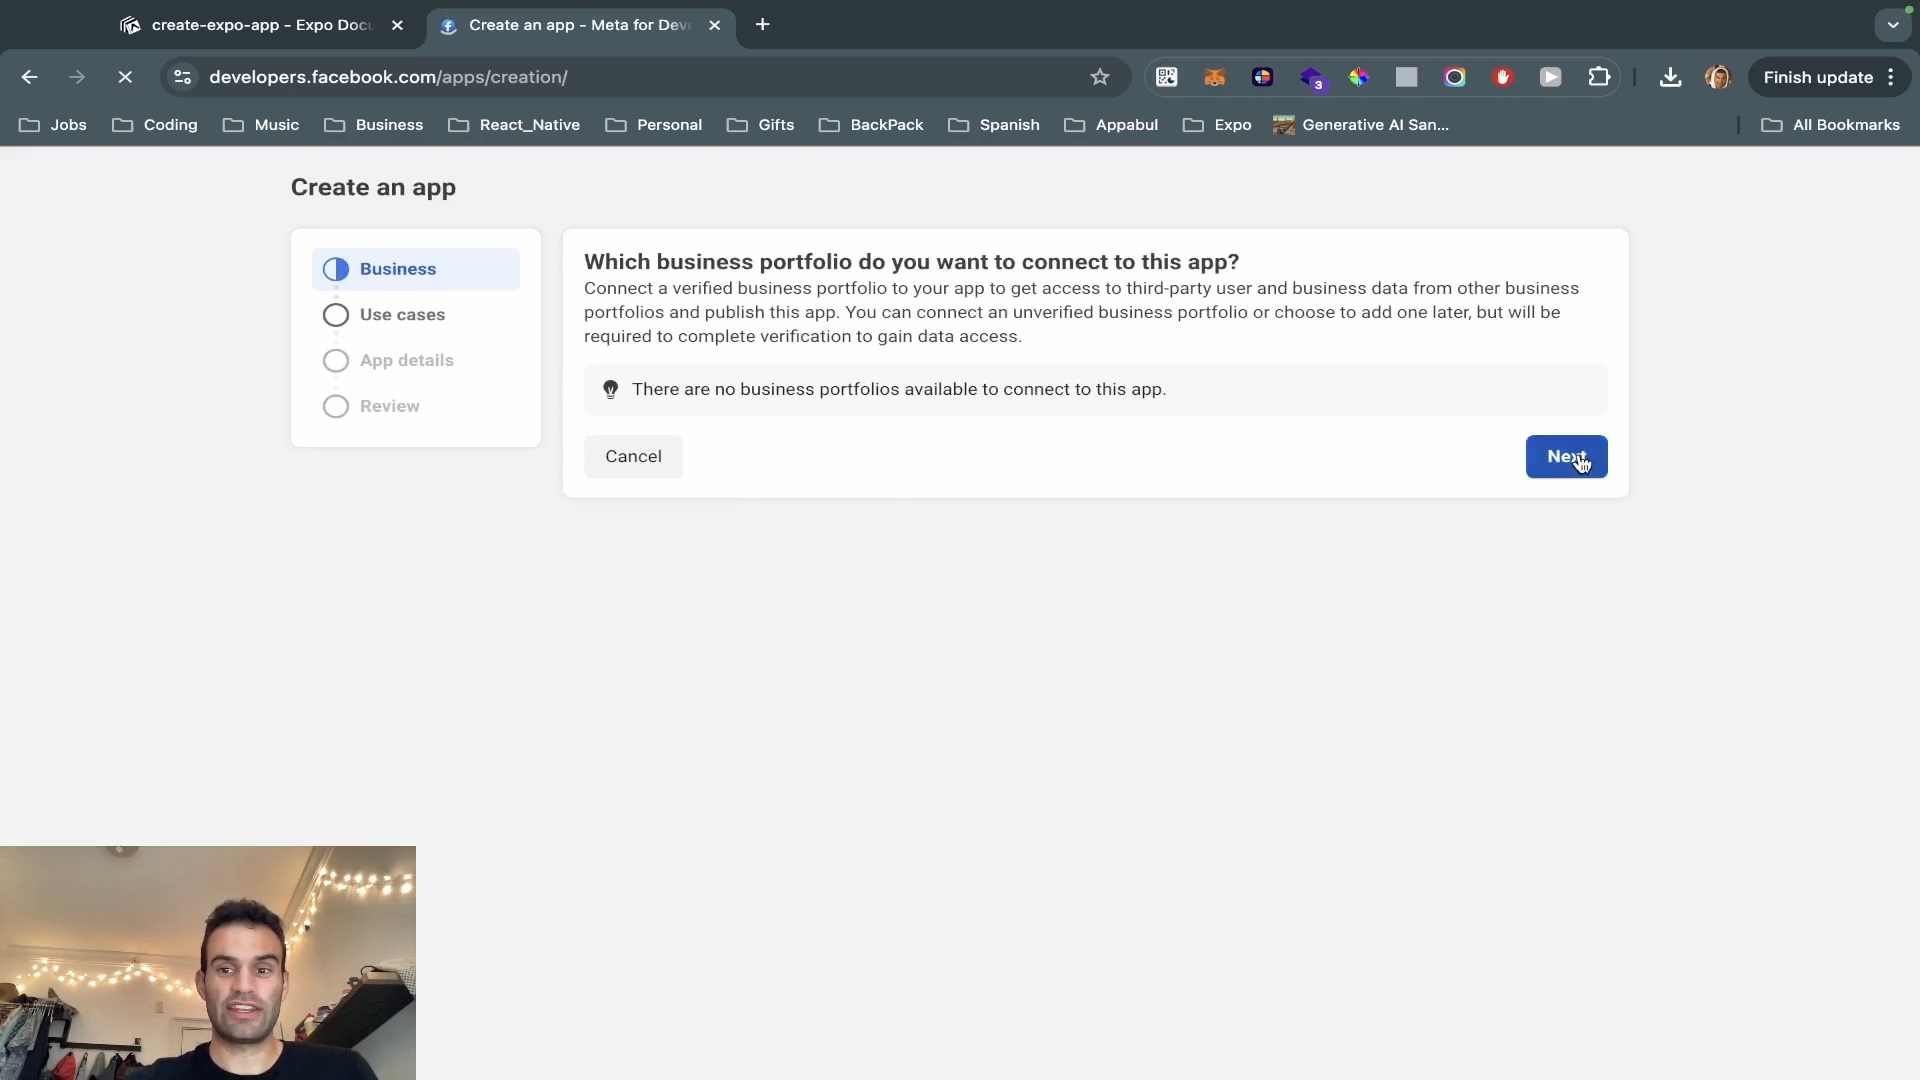 create-expo-app - Expo Docu
Create an app - Meta for Deve
developers.facebook.com/apps/creation/
3
Finish update
Jobs
Coding
Music
Business
React_Native
Personal
Gifts
BackPack
Spanish
Appabul
Expo
Generative AI San...
All Bookmarks
Create an app
Business
Use cases
App details
Review
Which business portfolio do you want to connect to this app?
Connect a verified business portfolio to your app to get access to third-party user and business data from other business
portfolios and publish this app. You can connect an unverified business portfolio or choose to add one later, but will be
required to complete verification to gain data access.
There are no business portfolios available to connect to this app.
Cancel
Next